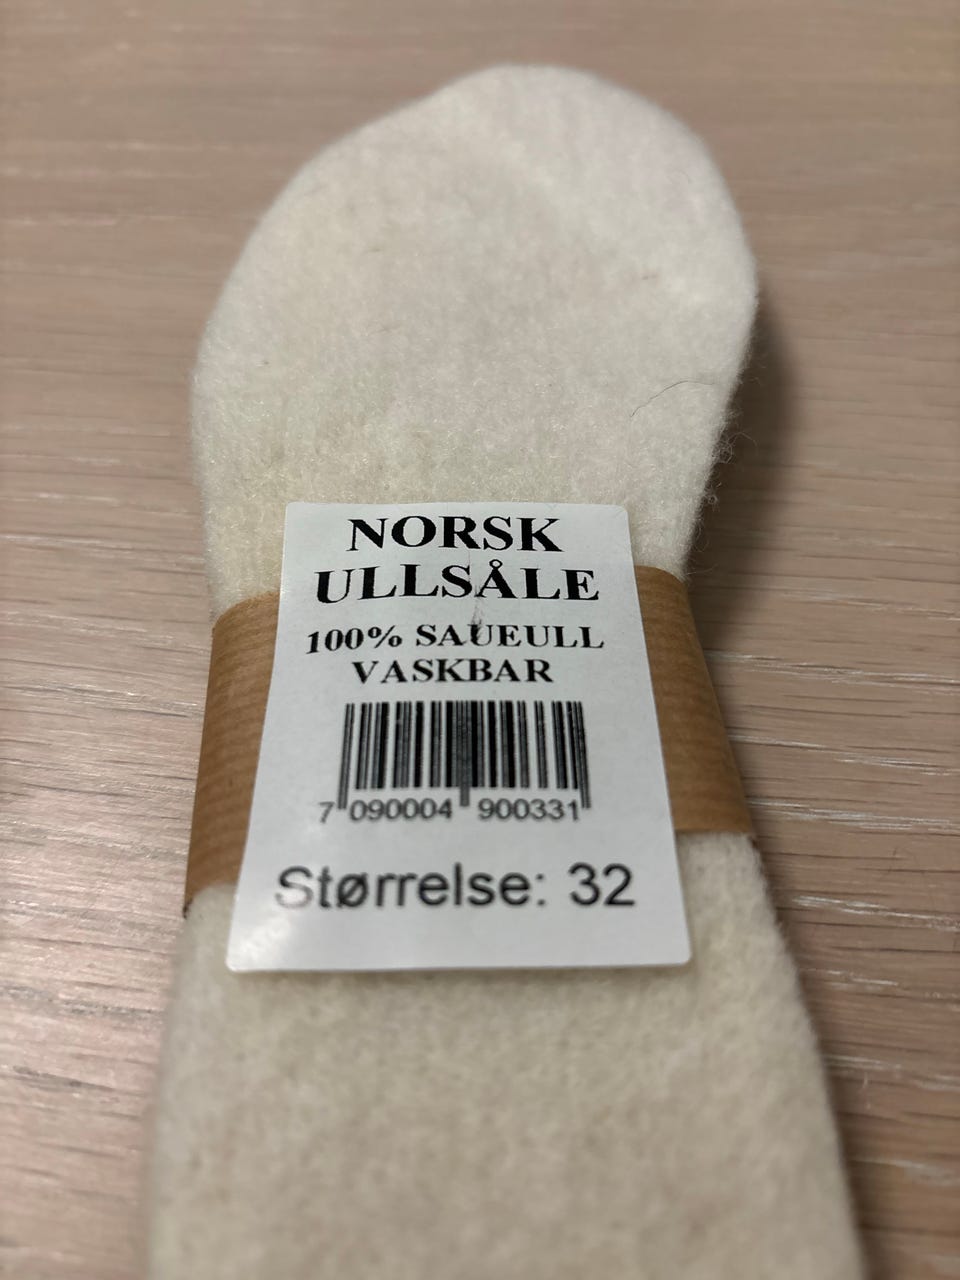 NORSK
ULLSÅLE
100% SAUEULL
VASKBAR
7 090004 900331
Størrelse: 32